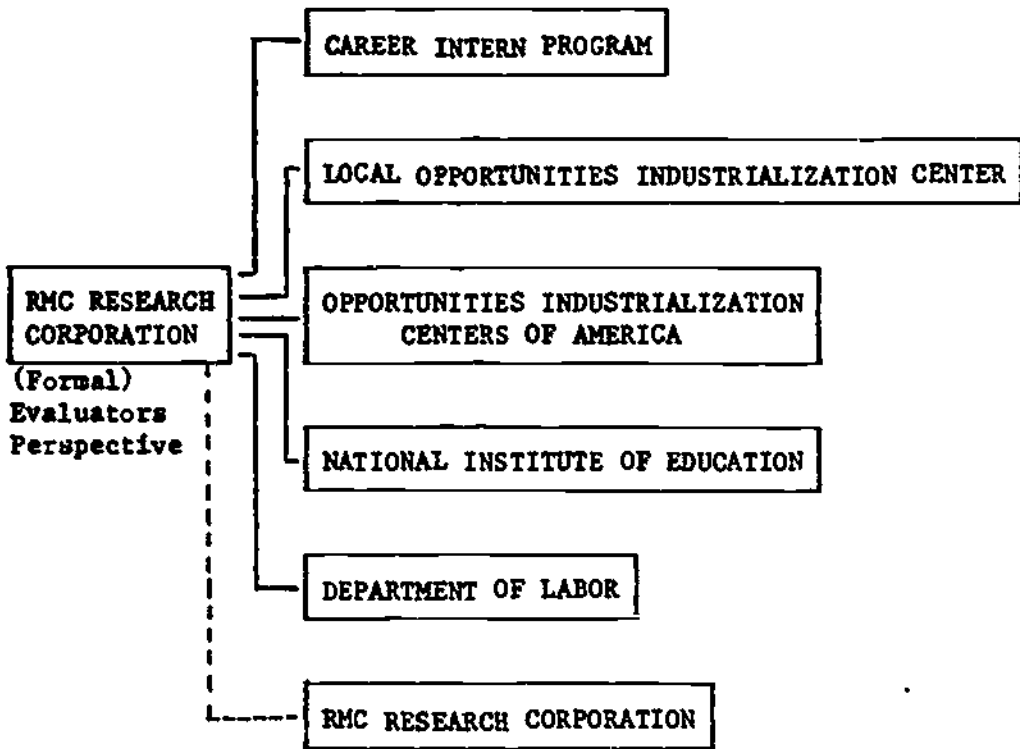 CAREER INTERN PROGRAM
LOCAL OPPORTUNITIES INDUSTRIALIZATION CENTER
RMC RESEARCH
CORPORATION
(Formal)
Evaluators
Perspective
OPPORTUNITIES INDUSTRIALIZATION
CENTERS OF AMERICA
NATIONAL INSTITUTE OF EDUCATION
DEPARTMENT OF LABOR
RMC RESEARCH CORPORATION